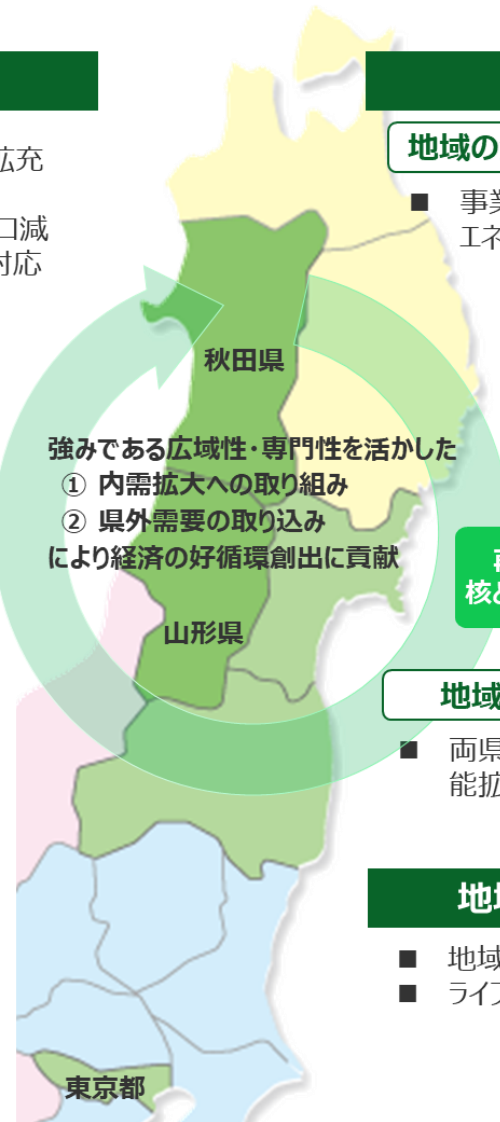 拡充
口減
対応
地域の
■ 事業
エネ
秋田県
強みである広域性・専門性を活かした
① 内需拡大への取り組み
② 県外需要の取り込み
により経済の好循環創出に貢献
核と
山形県
地域
■ 両県
能拡
地域
■ 地域
■ ライフ
東京都